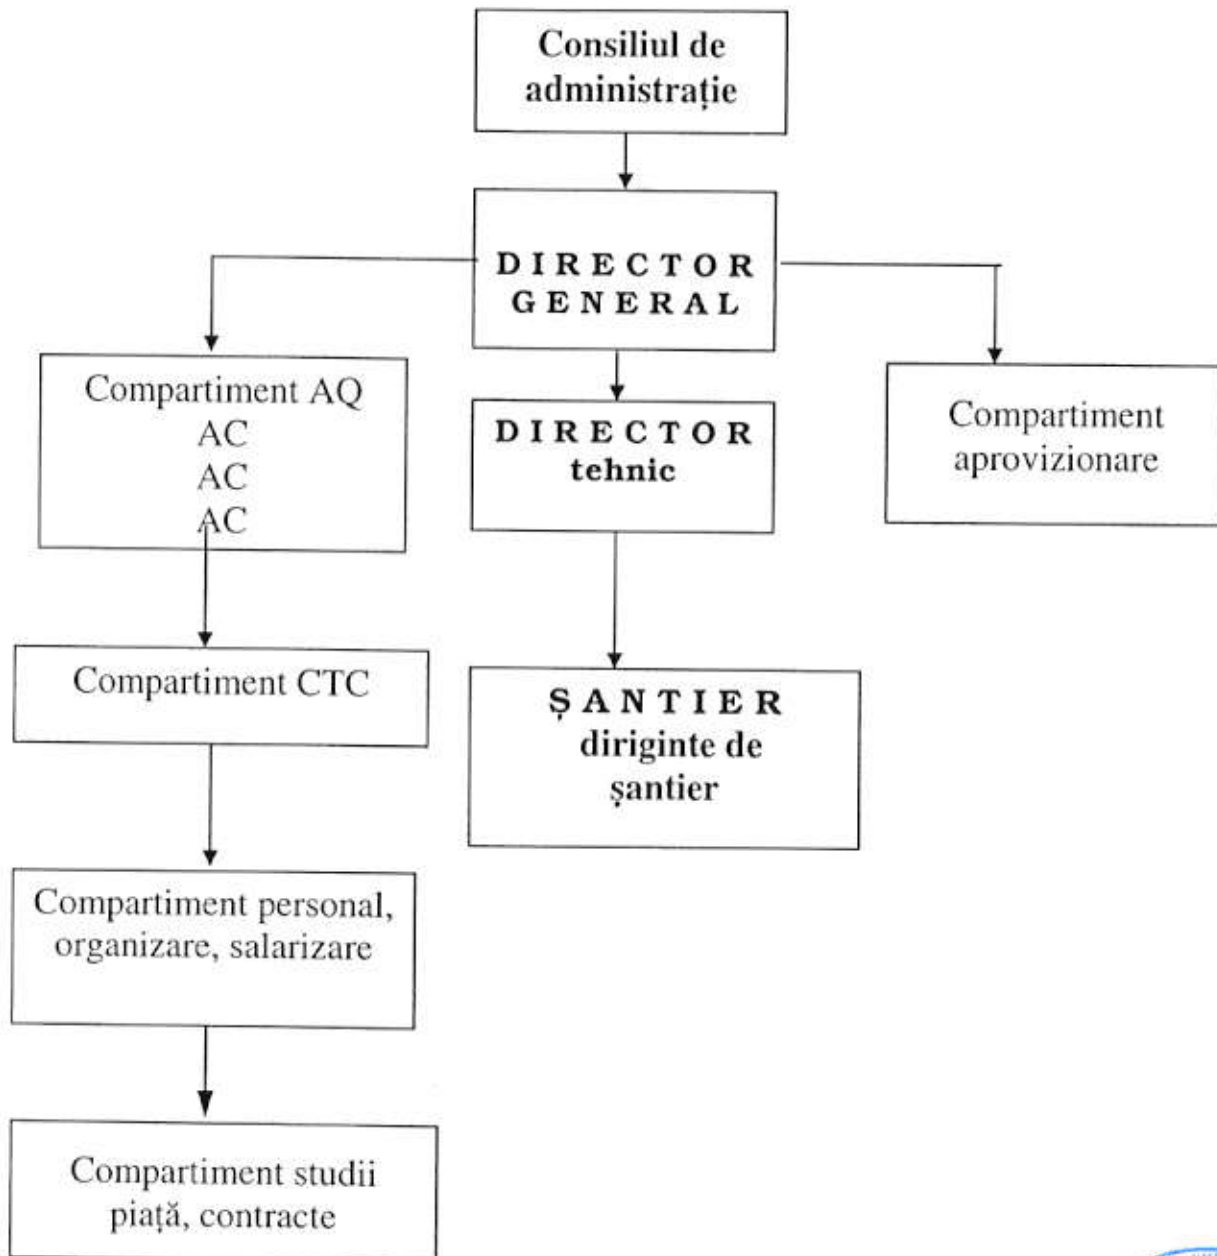 Consiliul de
administrație
DIRECTOR
GENERAL
Compartiment AQ
AC
AC
AC
DIRECTOR
tehnic
Compartiment
aprovizionare
Compartiment CTC
ȘANTIER
diriginte de
șantier
Compartiment personal,
organizare, salarizare
Compartiment studii
piață, contracte